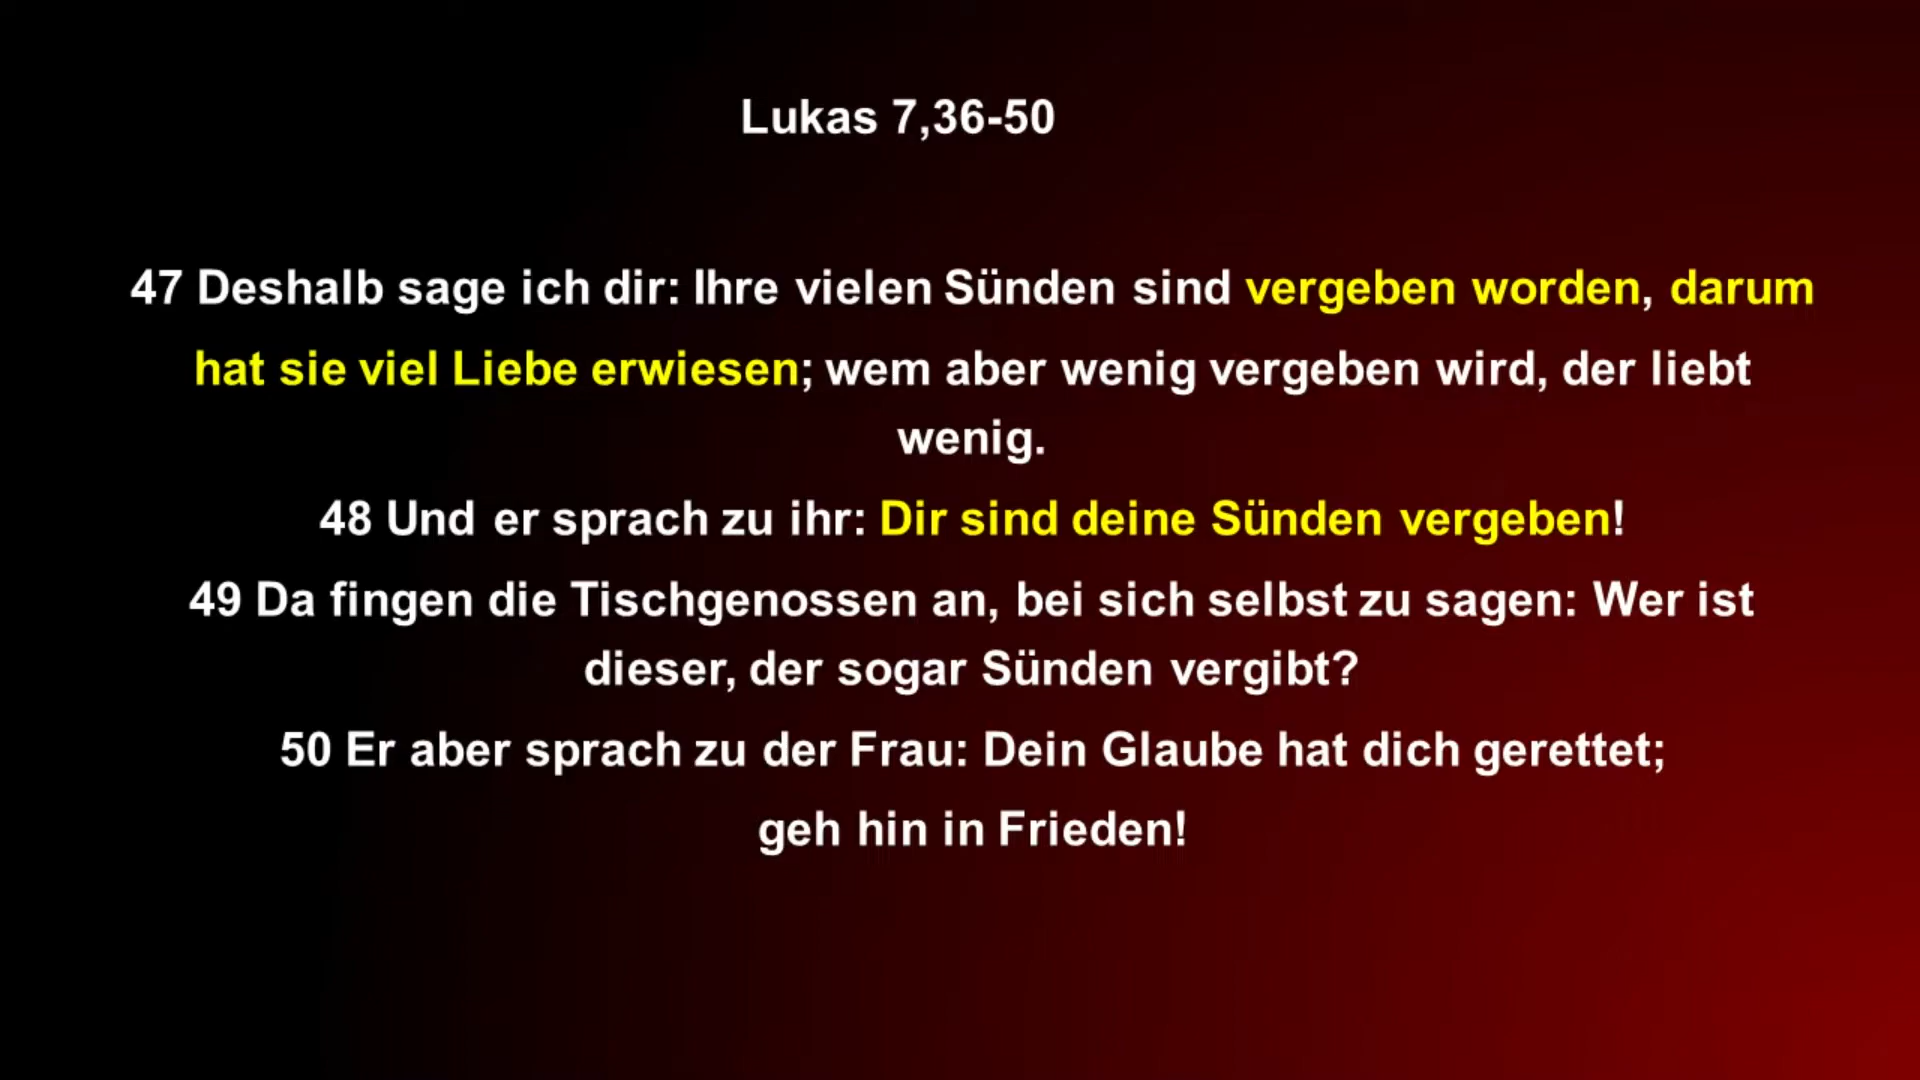 Lukas 7,36-50
47 Deshalb sage ich dir: Ihre vielen Sünden sind vergeben worden, darum
hat sie viel Liebe erwiesen; wem aber wenig vergeben wird, der liebt
wenig.
48 Und er sprach zu ihr: Dir sind deine Sünden vergeben!
49 Da fingen die Tischgenossen an, bei sich selbst zu sagen: Wer ist
dieser, der sogar Sünden vergibt?
50 Er aber sprach zu der Frau: Dein Glaube hat dich gerettet;
geh hin in Frieden!